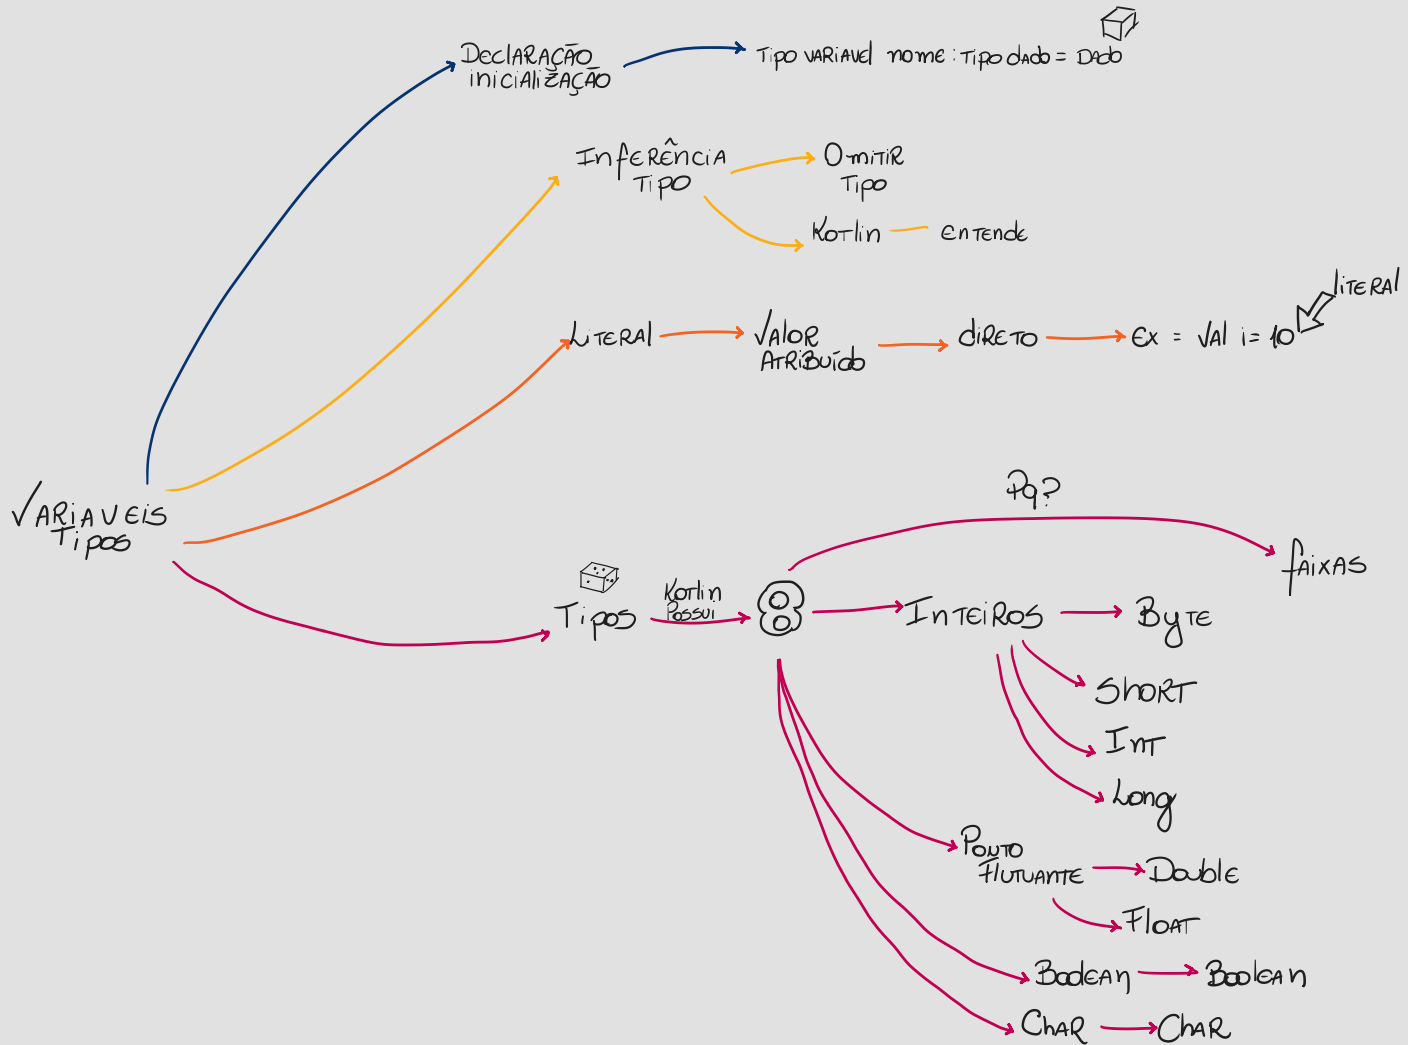 Declaração
inicialização
Tipo variavel nome : tipo dado = Dado
Inferência
Tipo
Omitir
Tipo
Kotlin
entende
Literal
Valor
Atribuído
direto
Ex = Val i = 10
literal
Variaveis
Tipos
Tipos
Kotlin
Possui
8
Pq?
faixas
Inteiros
Byte
Short
Int
Long
Ponto
Flutuante
Double
Float
Boolean
Boolean
Char
Char